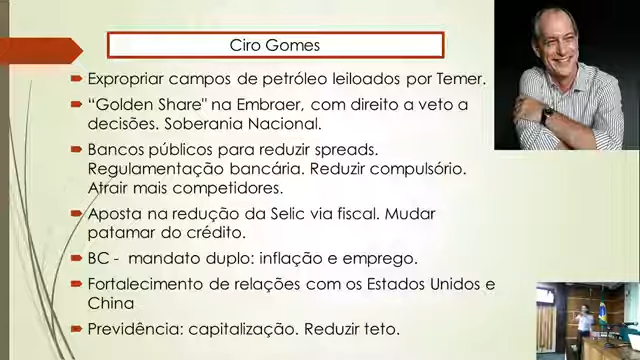 Ciro Gomes
Expropriar campos de petróleo leiloados por Temer.
“Golden Share" na Embraer, com direito a veto a
decisões. Soberania Nacional.
Bancos públicos para reduzir spreads.
Regulamentação bancária. Reduzir compulsório.
Atrair mais competidores.
Aposta na redução da Selic via fiscal. Mudar
patamar do crédito.
BC - mandato duplo: inflação e emprego.
Fortalecimento de relações com os Estados Unidos e
China
Previdência: capitalização. Reduzir teto.